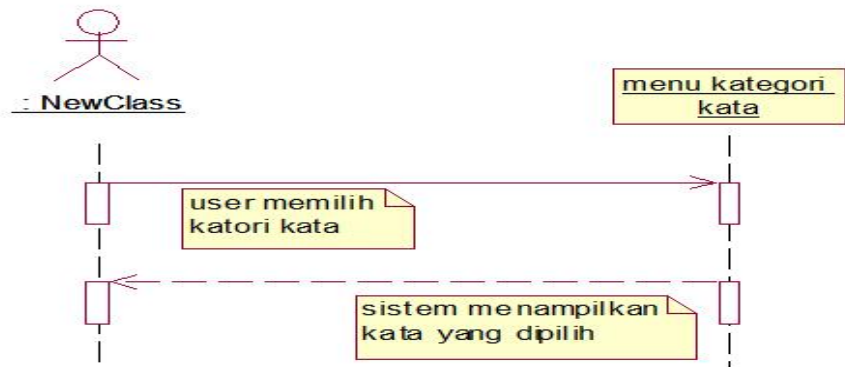 : NewClass
menu kategori
kata
user memilih
katori kata
sistem menampilkan
kata yang dipilih